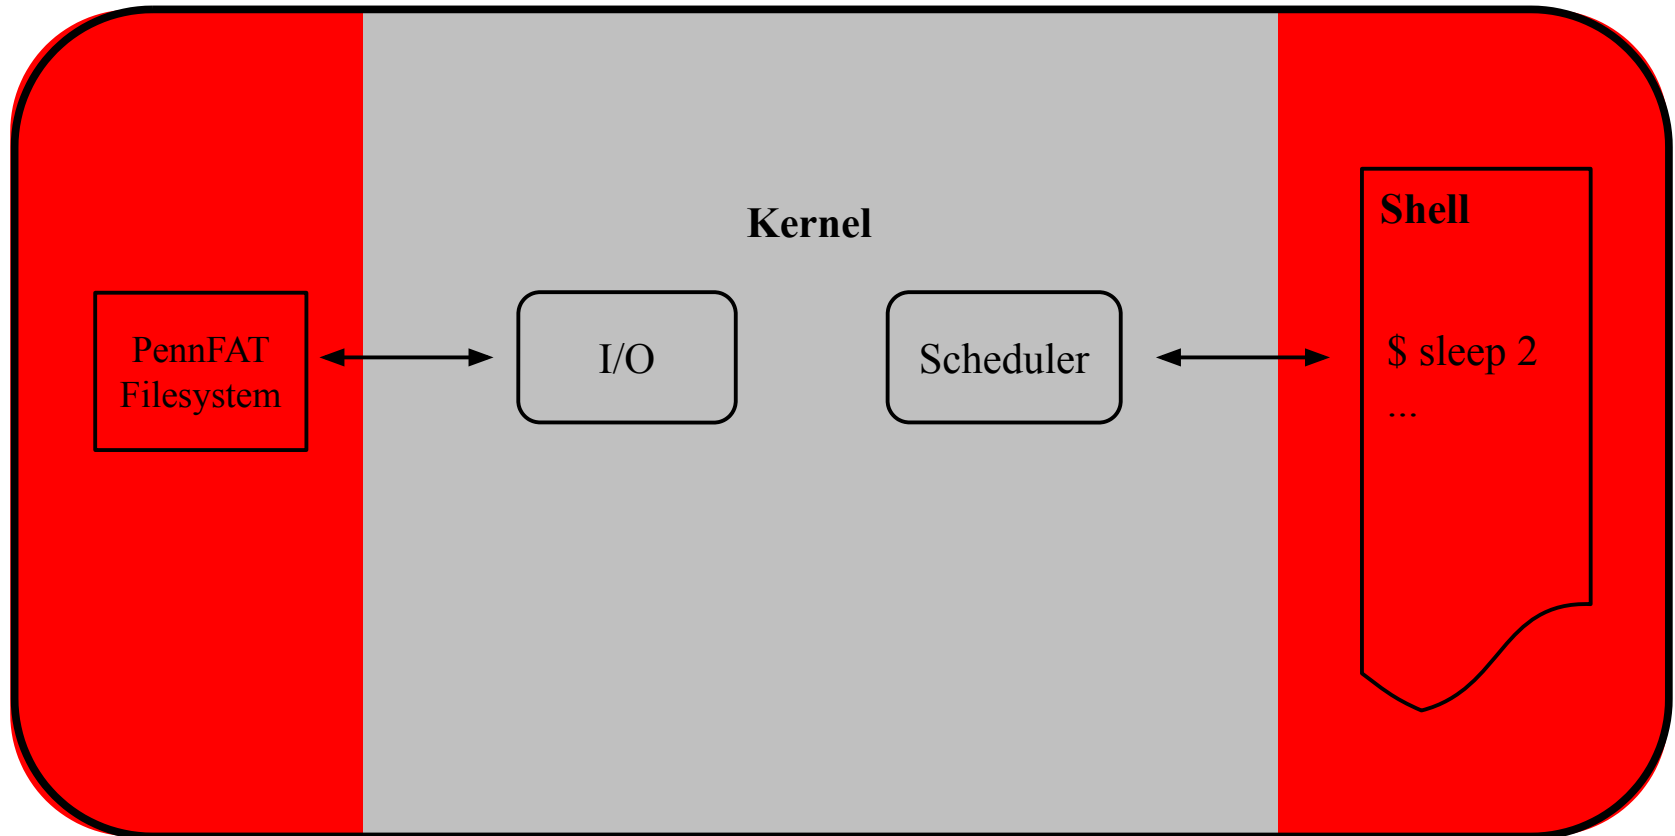 Kernel
Shell
PennFAT
Filesystem
I/O
Scheduler
$ sleep 2
...